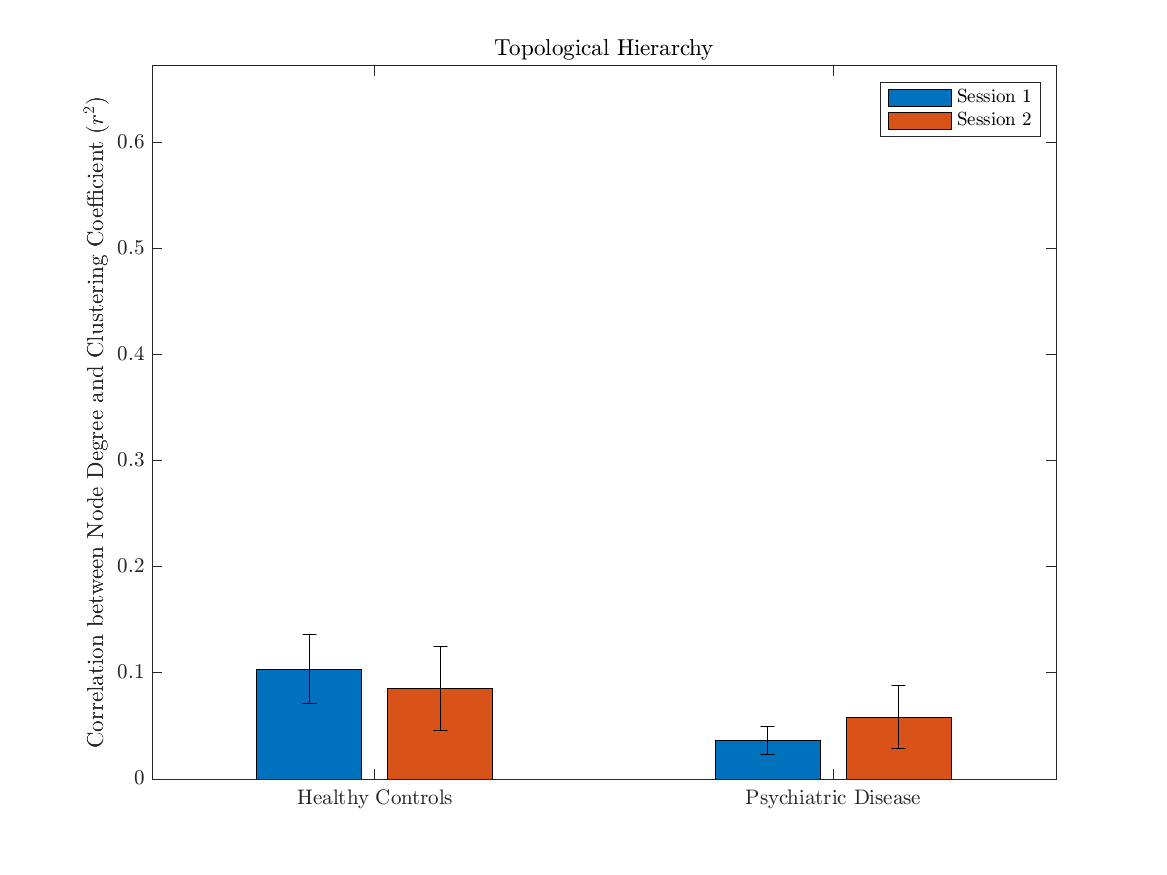 Topological Hierarchy
Session 1
Session 2
Correlation between Node Degree and Clustering Coefficient (r²)
0.6
0.5
0.4
0.3
0.2
0.1
0
Healthy Controls
Psychiatric Disease